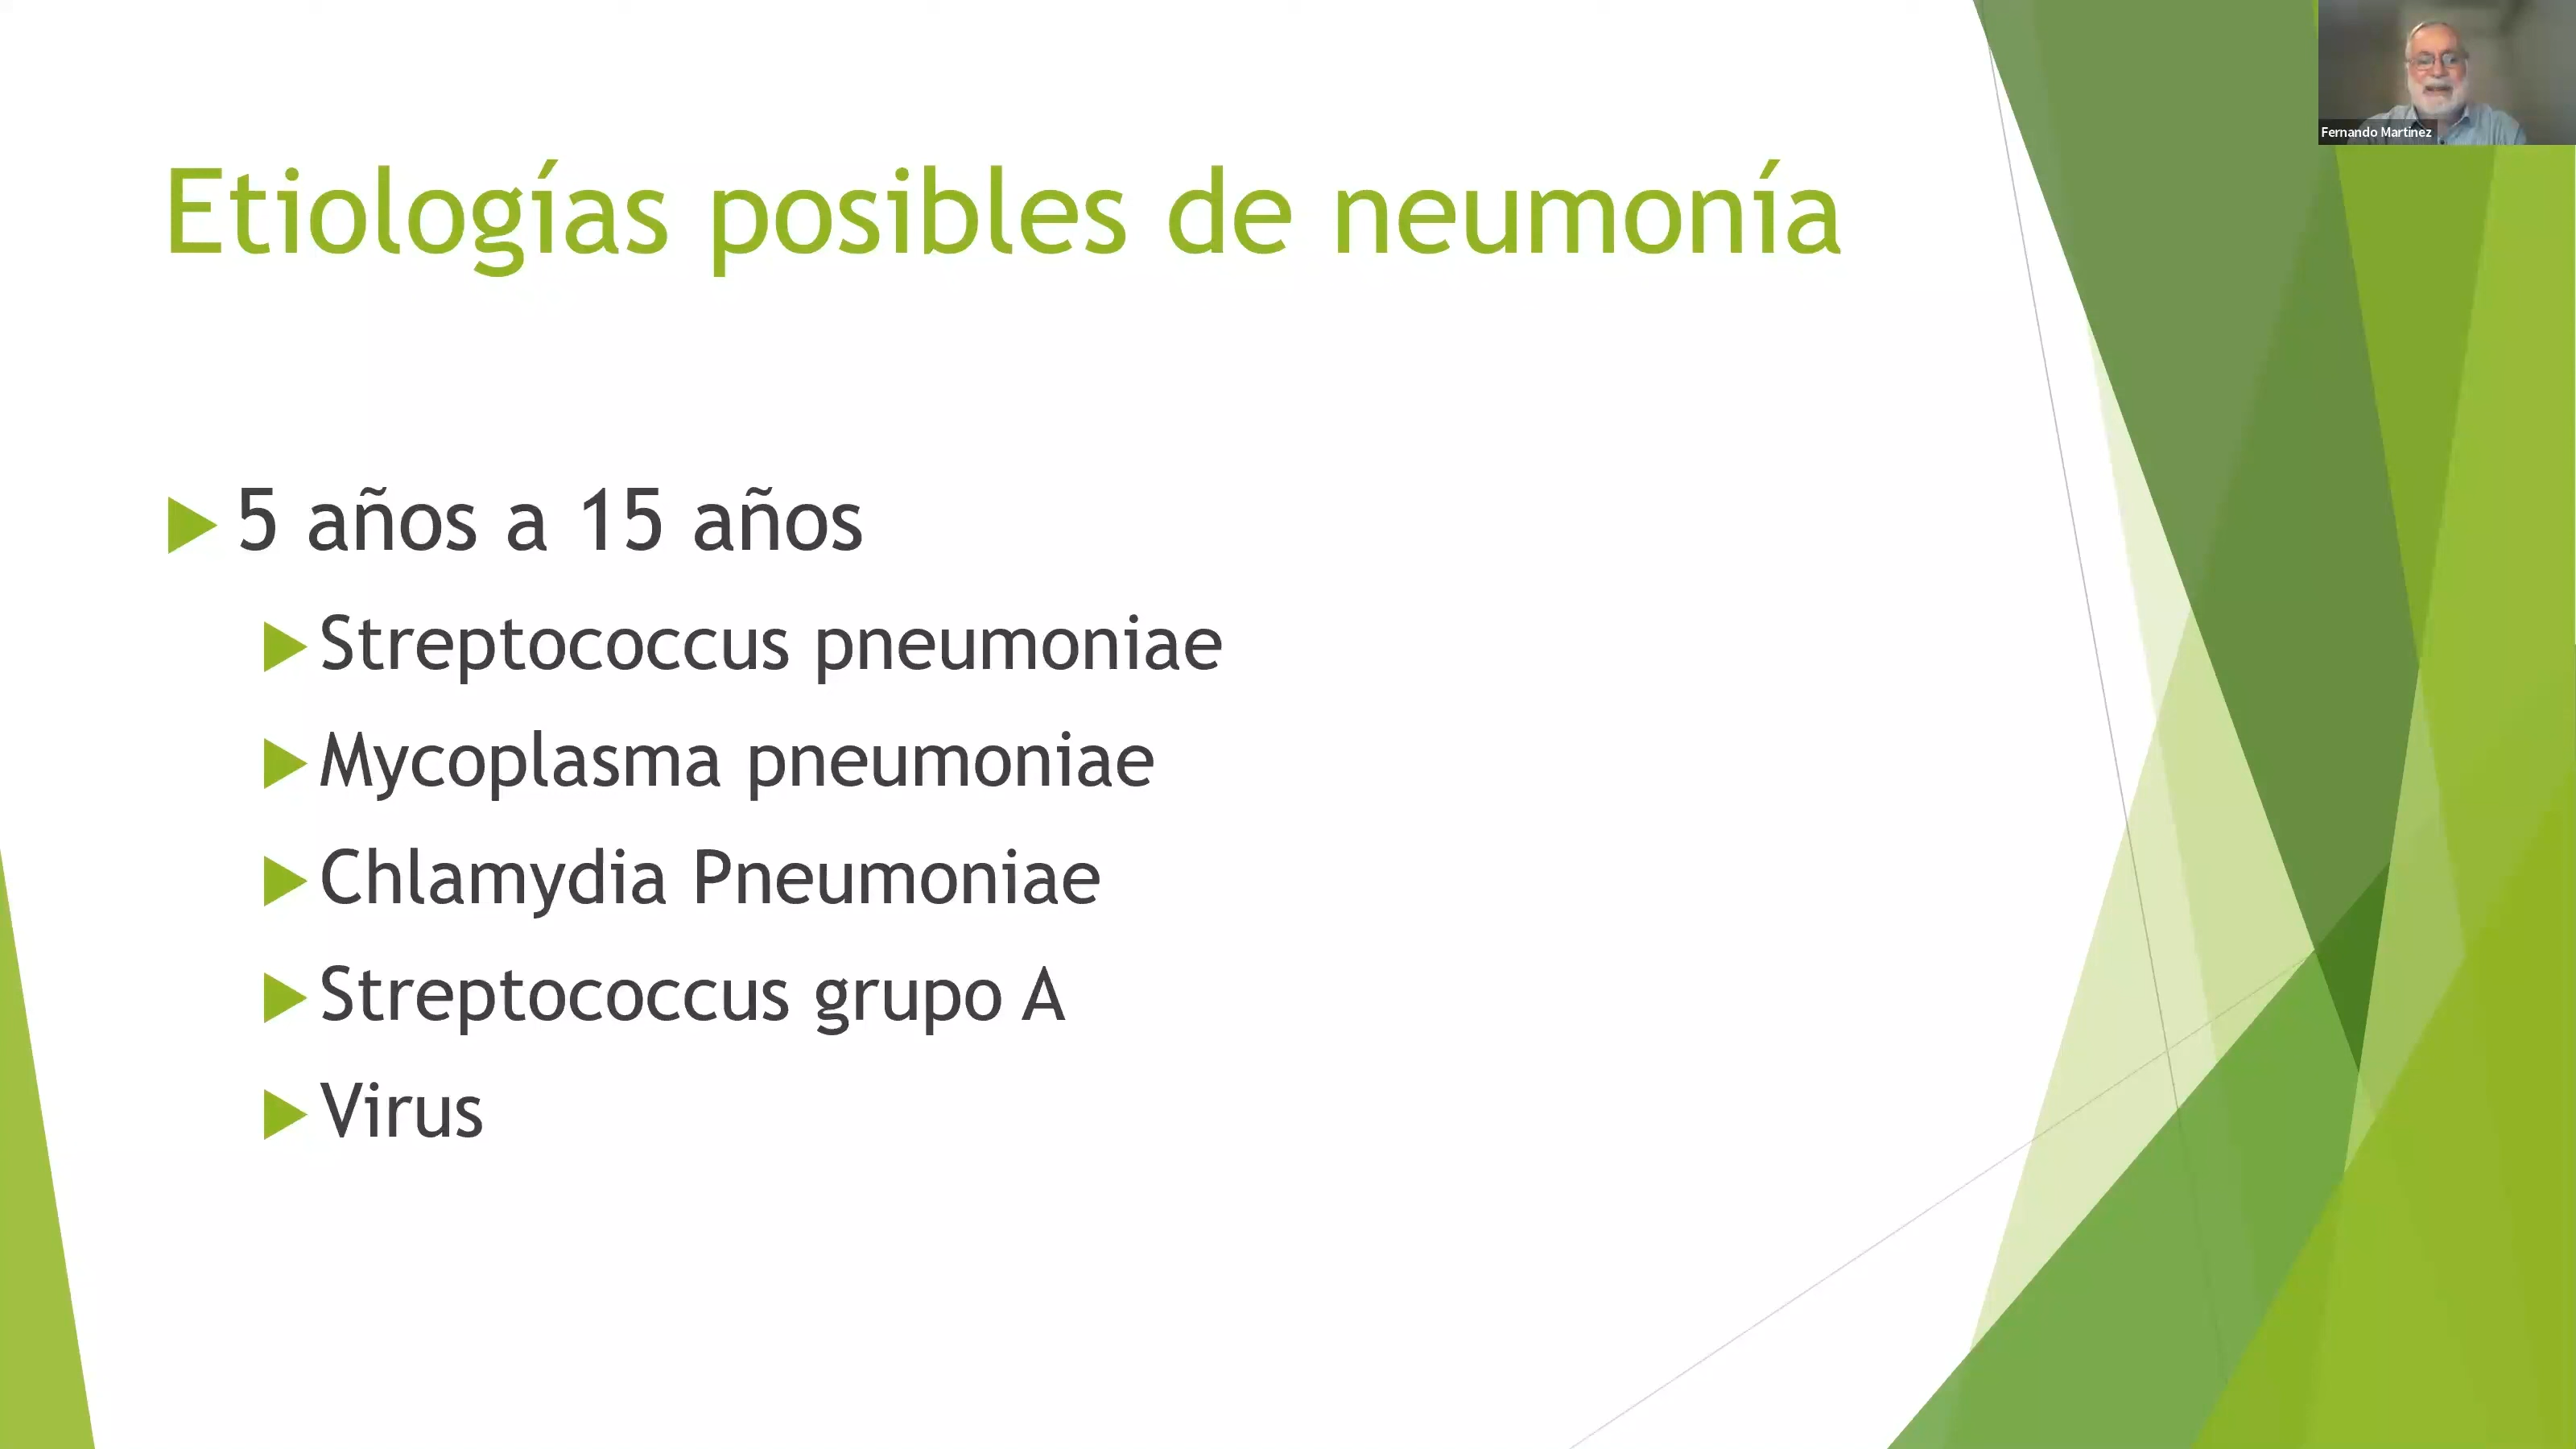 Fernando Martinez
Etiologías posibles de neumonía
5 años a 15 años
Streptococcus pneumoniae
Mycoplasma pneumoniae
Chlamydia Pneumoniae
Streptococcus grupo A
Virus